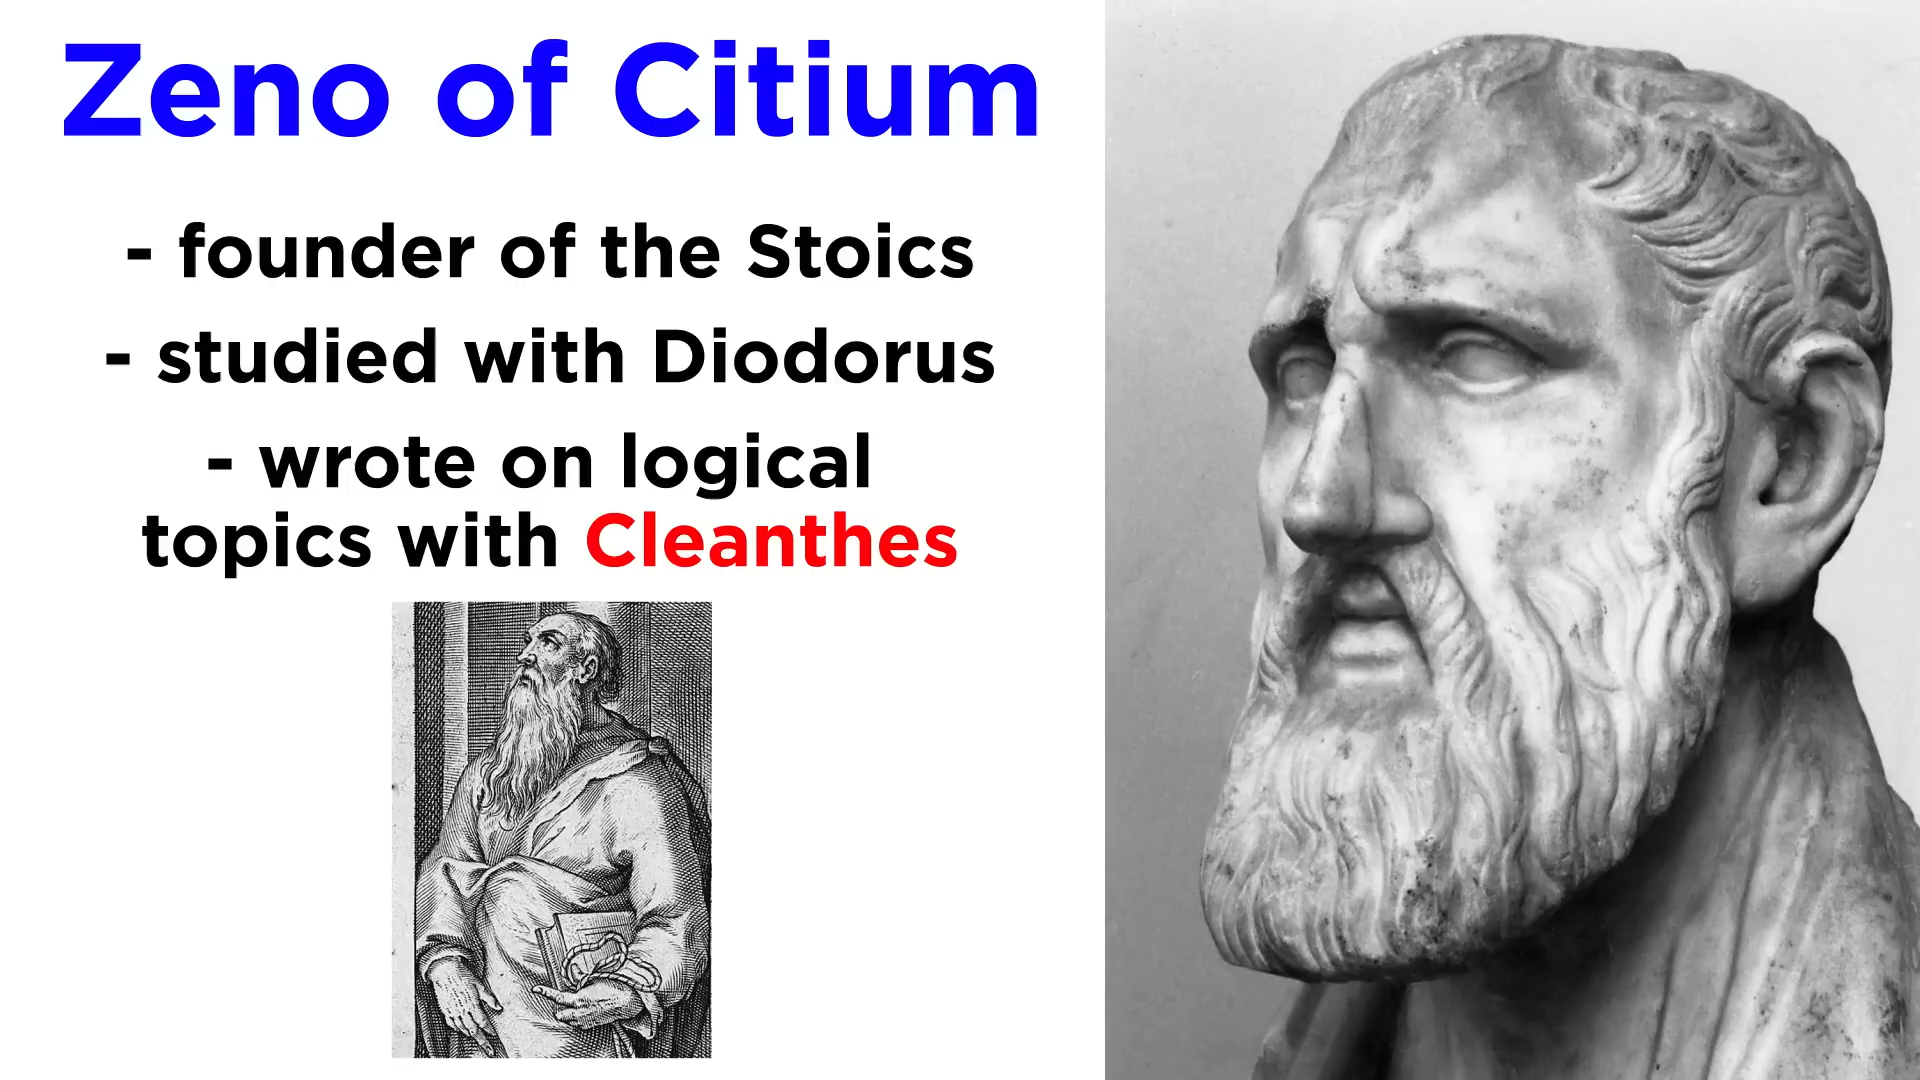 Zeno of Citium
- founder of the Stoics
- studied with Diodorus
- wrote on logical
topics with Cleanthes